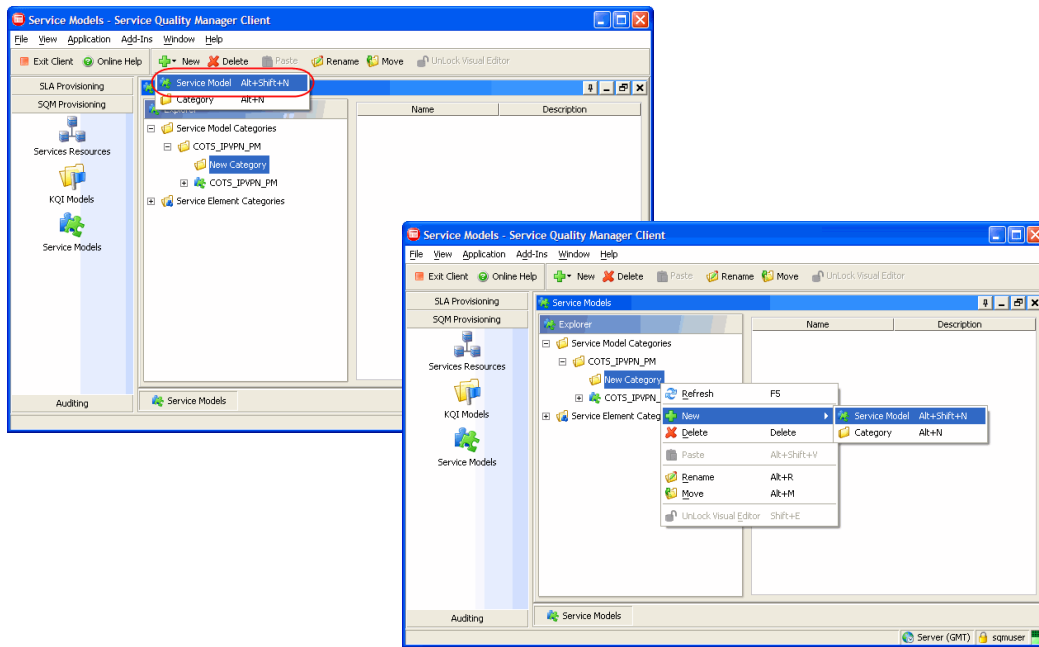 Service Models - Service Quality Manager Client
File View Application Add-Ins Window Help
Exit Client Online Help New Delete Paste Rename Move UnLock Visual Editor
SLA Provisioning
SQM Provisioning
Services Resources
KQI Models
Service Models
Auditing
Service Model Alt+Shift+N
Category Alt+N
Explorer
Service Model Categories
COTS_IPVPN_PM
New Category
COTS_IPVPN_PM
Service Element Categories
Name Description
Service Models
Service Models - Service Quality Manager Client
File View Application Add-Ins Window Help
Exit Client Online Help New Delete Paste Rename Move UnLock Visual Editor
SLA Provisioning
SQM Provisioning
Services Resources
KQI Models
Service Models
Auditing
Service Models
Explorer
Service Model Categories
COTS_IPVPN_PM
New Category
COTS_IPVPN_
Service Element Categ
Name Description
Refresh F5
New
Delete Delete
Paste Alt+Shift+V
Rename Alt+R
Move Alt+M
UnLock Visual Editor Shift+E
Service Model Alt+Shift+N
Category Alt+N
Service Models
Server (GMT) sqmuser